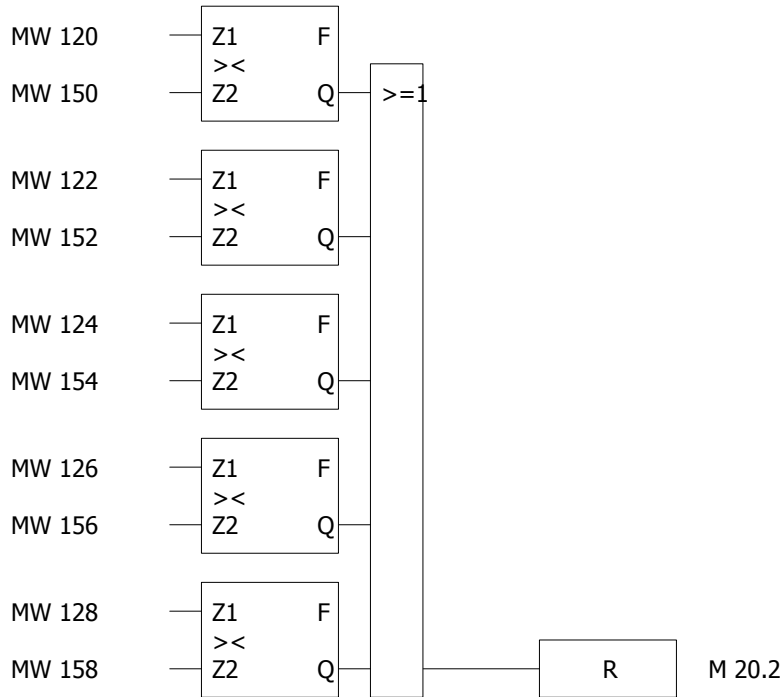 MW 120 Z1 F
><
MW 150 Z2 Q >=1
MW 122 Z1 F
><
MW 152 Z2 Q
MW 124 Z1 F
><
MW 154 Z2 Q
MW 126 Z1 F
><
MW 156 Z2 Q
MW 128 Z1 F
><
MW 158 Z2 Q R M 20.2